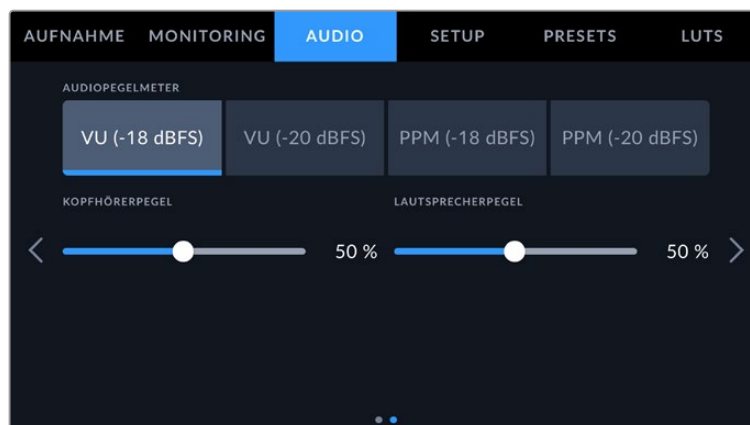 AUFNAHME MONITORING AUDIO SETUP PRESETS LUTS
AUDIOPEGELMETER
VU (-18 dBFS) VU (-20 dBFS) PPM (-18 dBFS) PPM (-20 dBFS)
KOPFHÖRERPEGEL LAUTSPRECHERPEGEL
50 % 50 %